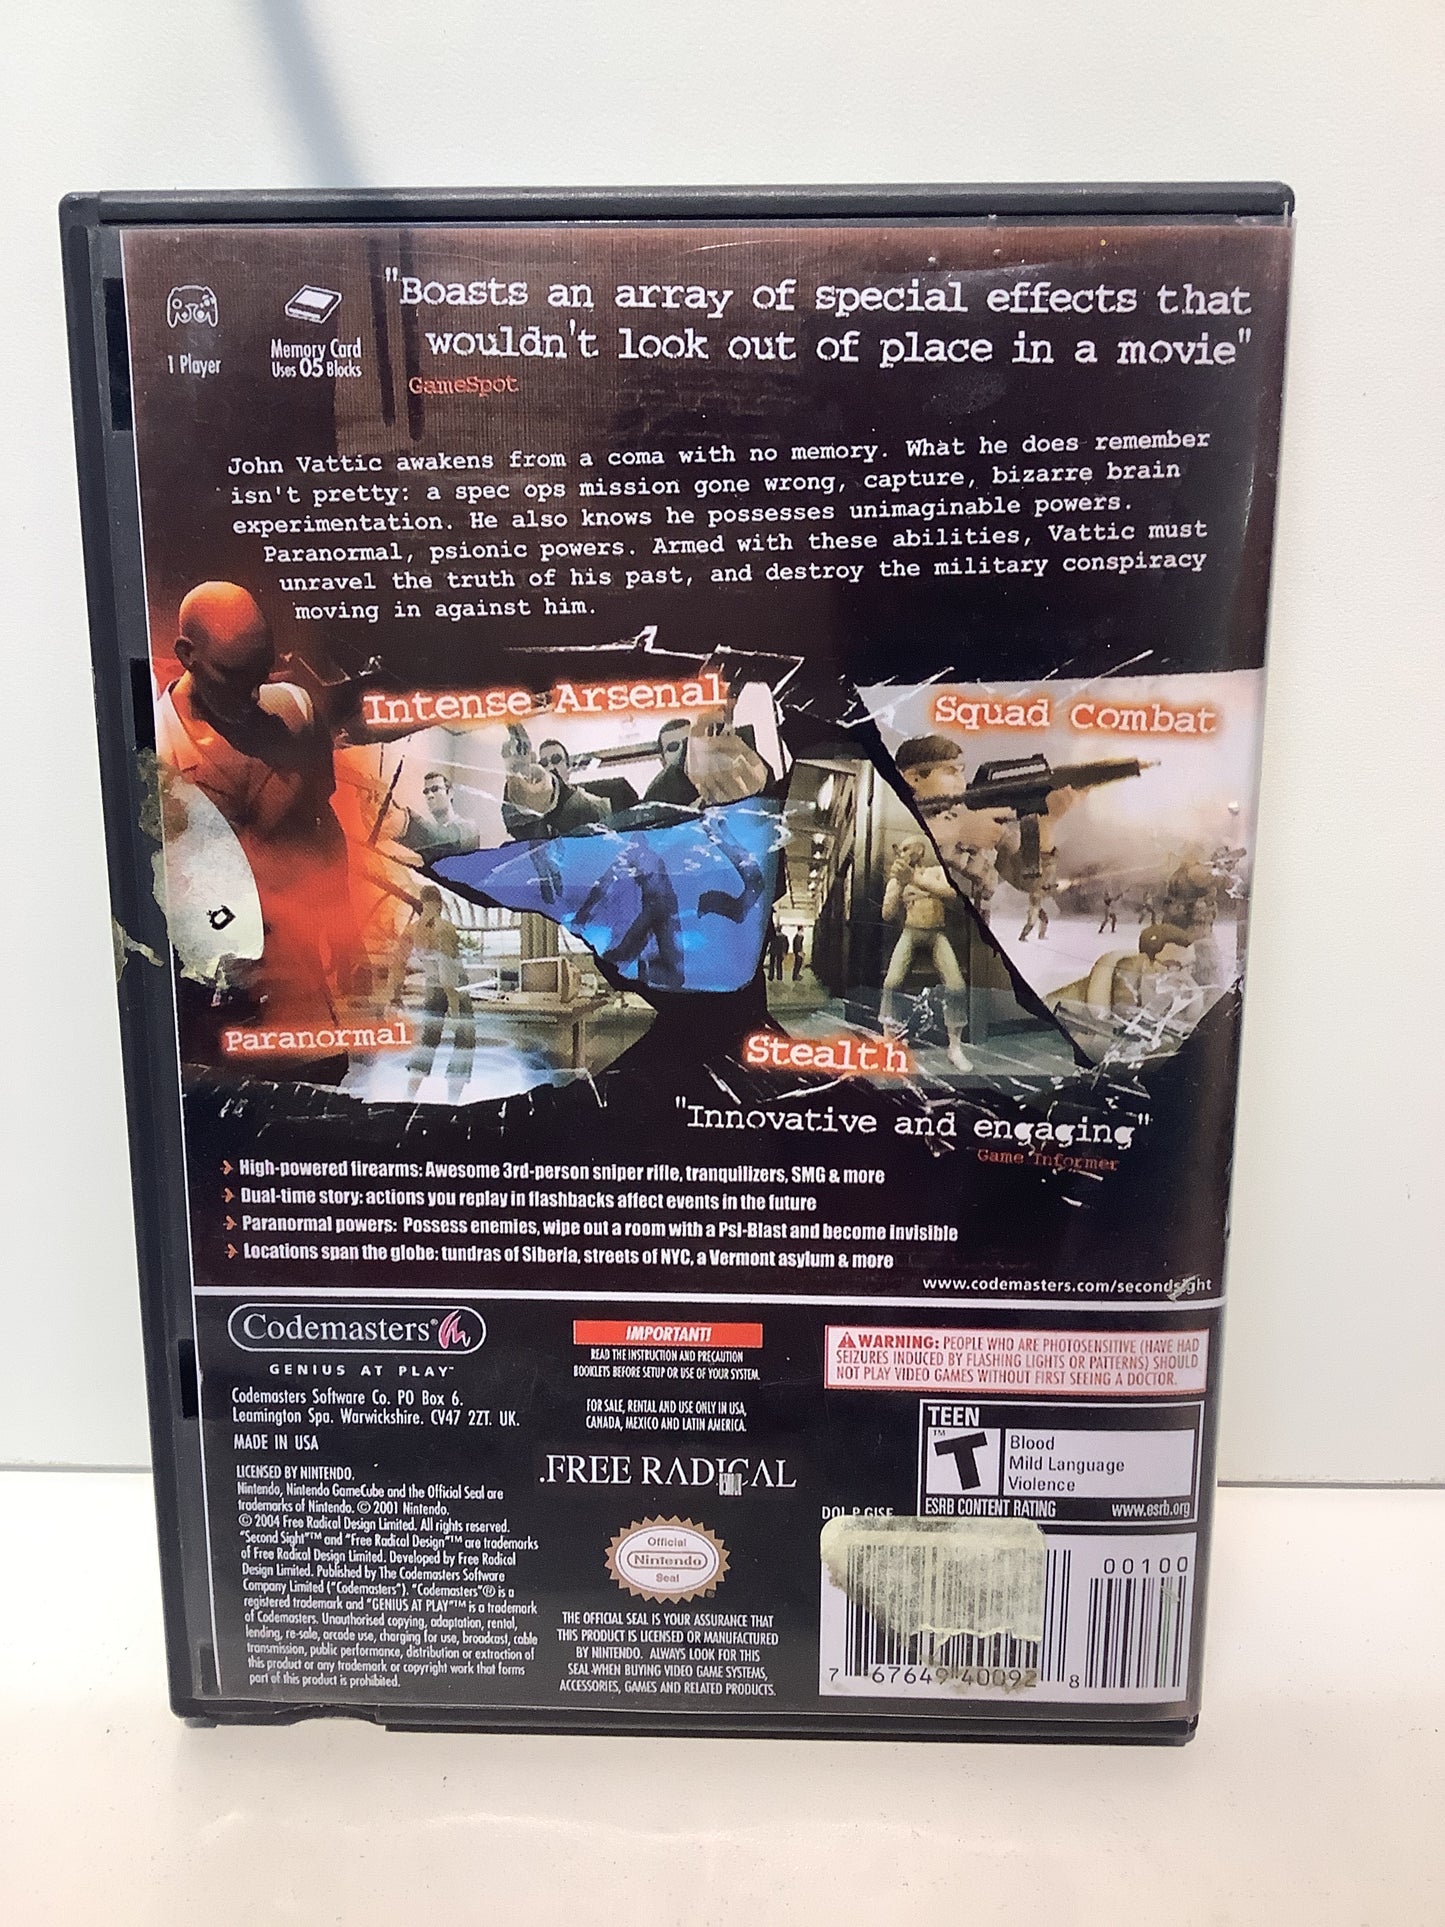 "Boasts an array of special effects that
wouldn't look out of place in a movie"
GameSpot
1 Player
Memory Card
Uses 05 Blocks
John Vattic awakens from a coma with no memory. What he does remember
isn't pretty: a spec ops mission gone wrong, capture, bizarre brain
experimentation. He also knows he possesses unimaginable powers.
Paranormal, psionic powers. Armed with these abilities, Vattic must
unravel the truth of his past, and destroy the military conspiracy
moving in against him.
Intense Arsenal
Squad Combat
Paranormal
Stealth
"Innovative and engaging"
Game Informer
High-powered firearms: Awesome 3rd-person sniper rifle, tranquilizers, SMG & more
Dual-time story: actions you replay in flashbacks affect events in the future
Paranormal powers: Possess enemies, wipe out a room with a Psi-Blast and become invisible
Locations span the globe: tundras of Siberia, streets of NYC, a Vermont asylum & more
www.codemasters.com/secondsight
Codemasters®
GENIUS AT PLAY™
Codemasters Software Co. PO Box 6.
Leamington Spa. Warwickshire. CV47 2ZT. UK.
MADE IN USA
LICENSED BY NINTENDO.
Nintendo, Nintendo GameCube and the Official Seal are
trademarks of Nintendo. © 2001 Nintendo.
© 2004 Free Radical Design Limited. All rights reserved.
"Second Sight"™ and "Free Radical Design"™ are trademarks
of Free Radical Design Limited. Developed by Free Radical
Design Limited. Published by The Codemasters Software
Company Limited ("Codemasters"). "Codemasters"® is a
registered trademark and "GENIUS AT PLAY"™ is a trademark
of Codemasters. Unauthorised copying, adaptation, rental,
lending, re-sale, arcade use, charging for use, broadcast, cable
transmission, public performance, distribution or extraction of
this product or any trademark or copyright work that forms
part of this product is prohibited.
IMPORTANT!
READ THE INSTRUCTION AND PRECAUTION
BOOKLETS BEFORE SETUP OR USE OF YOUR SYSTEM.
FOR SALE, RENTAL AND USE ONLY IN USA,
CANADA, MEXICO AND LATIN AMERICA.
.FREE RADICAL
Official
Nintendo
Seal
THE OFFICIAL SEAL IS YOUR ASSURANCE THAT
THIS PRODUCT IS LICENSED OR MANUFACTURED
BY NINTENDO. ALWAYS LOOK FOR THIS
SEAL WHEN BUYING VIDEO GAME SYSTEMS,
ACCESSORIES, GAMES AND RELATED PRODUCTS.
WARNING: PEOPLE WHO ARE PHOTOSENSITIVE (HAVE HAD
SEIZURES INDUCED BY FLASHING LIGHTS OR PATTERNS) SHOULD
NOT PLAY VIDEO GAMES WITHOUT FIRST SEEING A DOCTOR.
TEEN
T™
Blood
Mild Language
Violence
ESRB CONTENT RATING www.esrb.org
00100
7 67649 40092 8